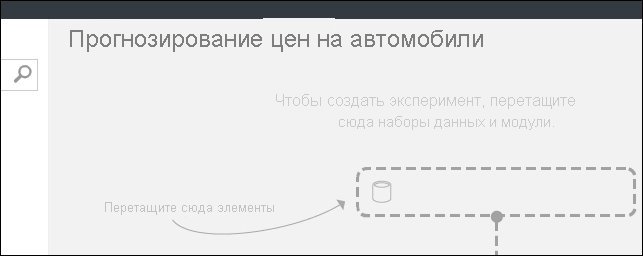 Прогнозирование цен на автомобили
Чтобы создать эксперимент, перетащите
сюда наборы данных и модули.
Перетащите сюда элементы